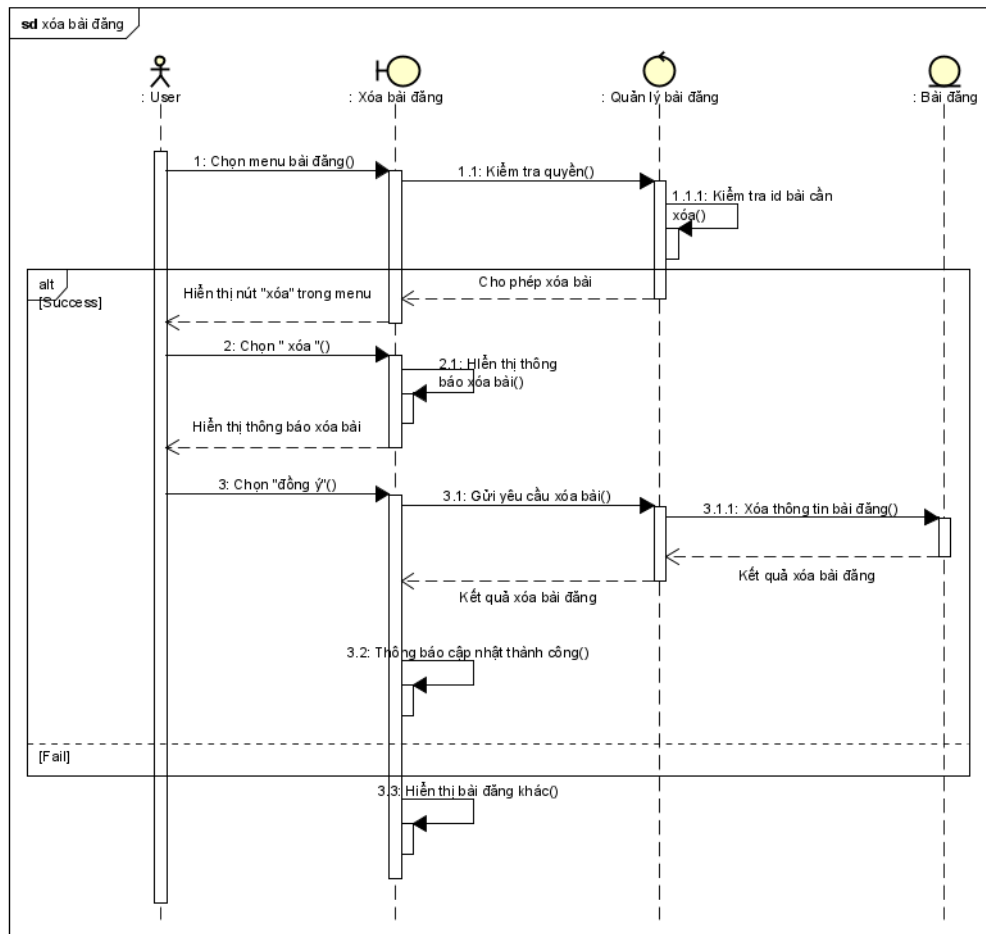 sd xóa bài đăng
: User
: Xóa bài đăng
: Quản lý bài đăng
: Bài đăng
1: Chọn menu bài đăng()
1.1: Kiểm tra quyền()
1.1.1: Kiểm tra id bài cần
xóa()
alt
[Success]
Cho phép xóa bài
Hiển thị nút "xóa" trong menu
2: Chọn " xóa "()
2.1: HIển thị thông
báo xóa bài()
Hiển thị thông báo xóa bài
3: Chọn "đồng ý"()
3.1: Gửi yêu cầu xóa bài()
3.1.1: Xóa thông tin bài đăng()
Kết quả xóa bài đăng
Kết quả xóa bài đăng
3.2: Thông báo cập nhật thành công()
[Fail]
3.3: Hiển thị bài đăng khác()